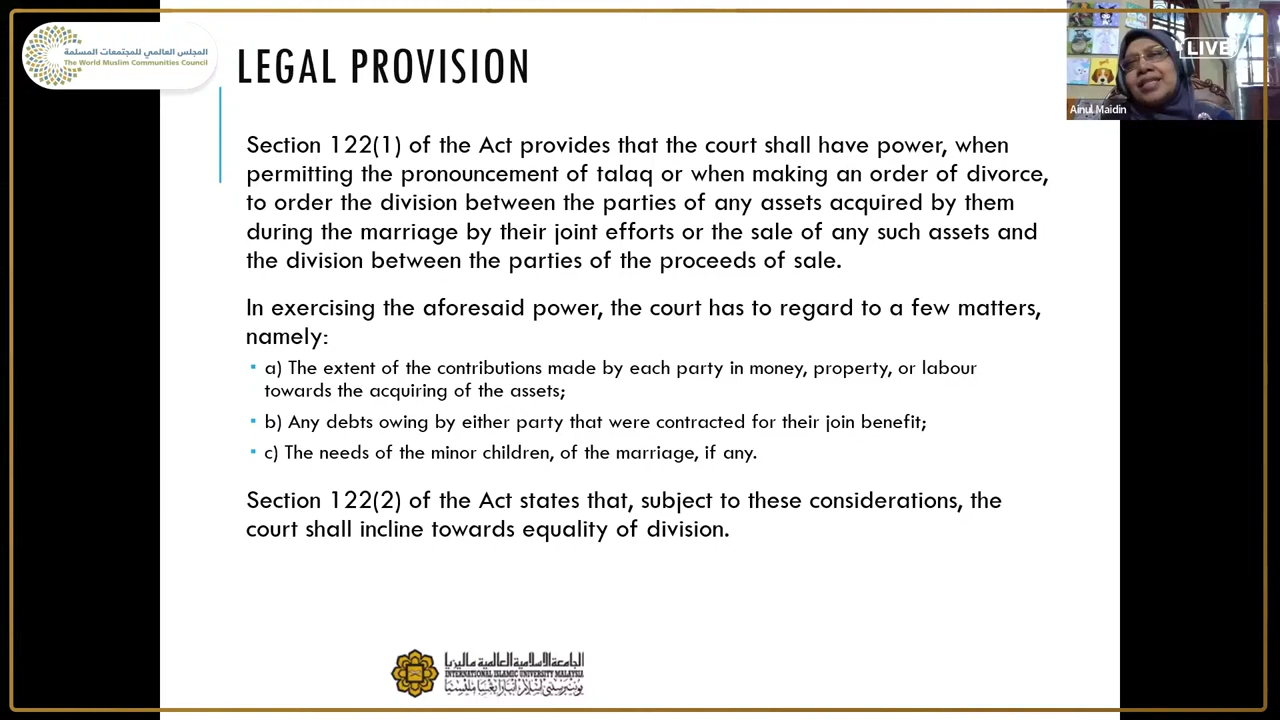 المجلس العالمي للمجتمعات المسلمة
The World Muslim Communities Council
LEGAL PROVISION
LIVE
Ainul Maidin
Section 122(1) of the Act provides that the court shall have power, when
permitting the pronouncement of talaq or when making an order of divorce,
to order the division between the parties of any assets acquired by them
during the marriage by their joint efforts or the sale of any such assets and
the division between the parties of the proceeds of sale.
In exercising the aforesaid power, the court has to regard to a few matters,
namely:
▪ a) The extent of the contributions made by each party in money, property, or labour
towards the acquiring of the assets;
▪ b) Any debts owing by either party that were contracted for their join benefit;
▪ c) The needs of the minor children, of the marriage, if any.
Section 122(2) of the Act states that, subject to these considerations, the
court shall incline towards equality of division.
الجامعة الإسلامية العالمية ماليزيا
INTERNATIONAL ISLAMIC UNIVERSITY MALAYSIA